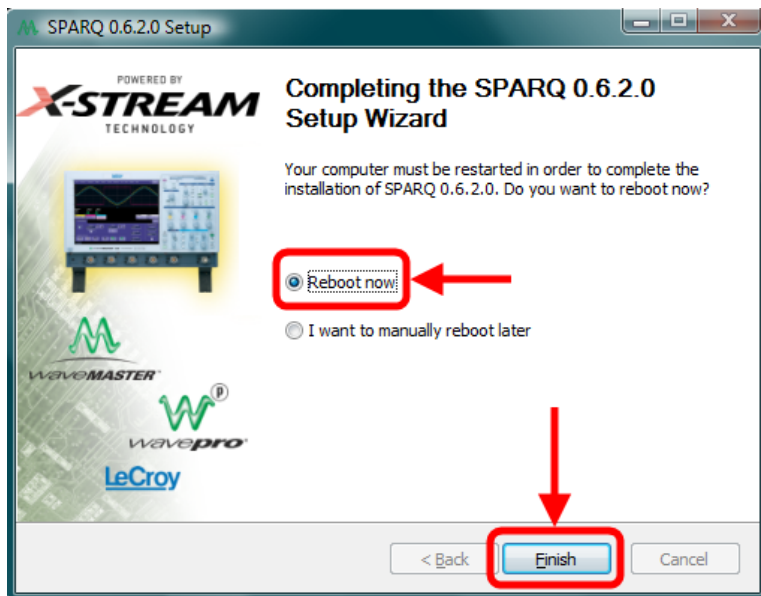 SPARQ 0.6.2.0 Setup
POWERED BY
X-STREAM
TECHNOLOGY
Completing the SPARQ 0.6.2.0
Setup Wizard
Your computer must be restarted in order to complete the
installation of SPARQ 0.6.2.0. Do you want to reboot now?
Reboot now
I want to manually reboot later
WAVEMASTER
P
wavepro
LeCroy
< Back
Finish
Cancel